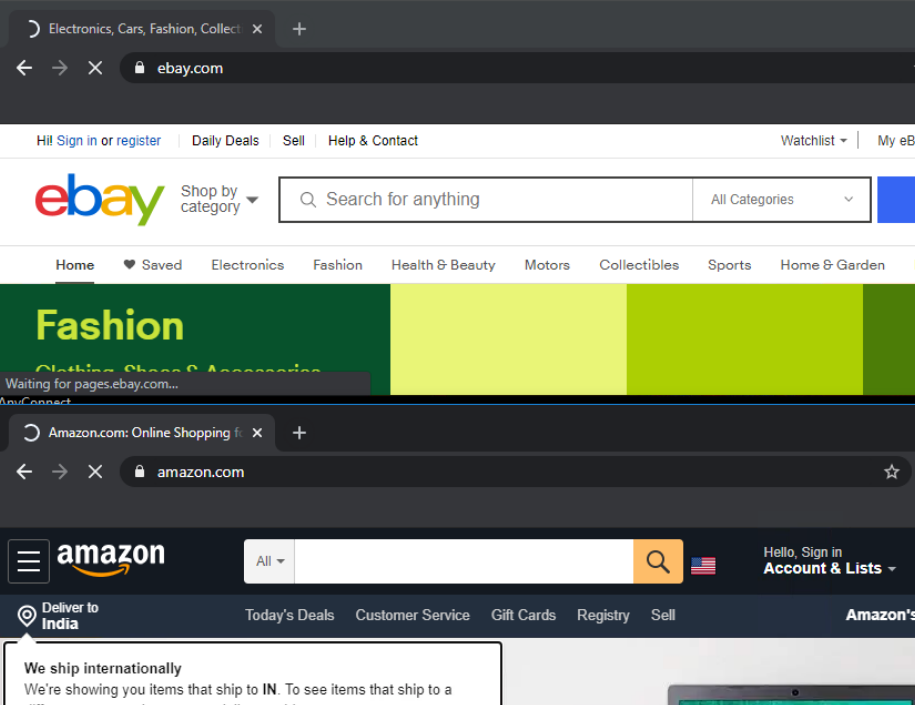 Electronics, Cars, Fashion, Collect
ebay.com
Hi! Sign in or register
Daily Deals
Sell
Help & Contact
Watchlist
My eB
ebay
Shop by
category
Search for anything
All Categories
Home
Saved
Electronics
Fashion
Health & Beauty
Motors
Collectibles
Sports
Home & Garden
Fashion
Clothing, Shoes & Accessories
Waiting for pages.ebay.com...
AnyConnect
Amazon.com: Online Shopping fo
amazon.com
amazon
All
Hello, Sign in
Account & Lists
Deliver to
India
Today's Deals
Customer Service
Gift Cards
Registry
Sell
Amazon's
We ship internationally
We're showing you items that ship to IN. To see items that ship to a